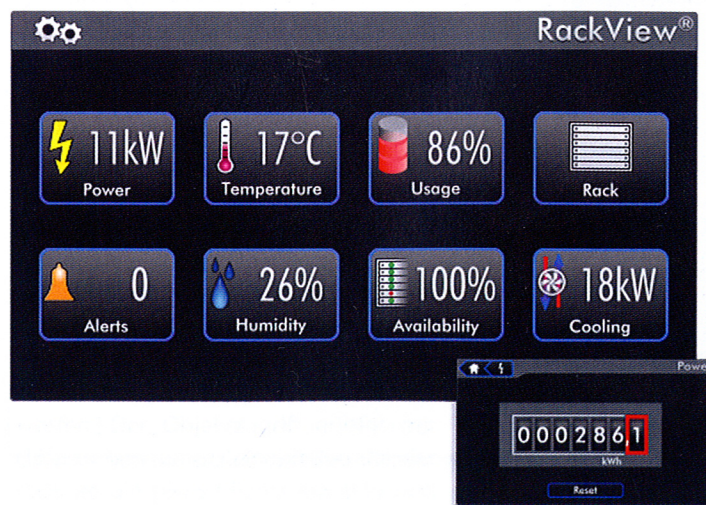 RackView®
11kW
Power
17°C
Temperature
86%
Usage
Rack
0
Alerts
26%
Humidity
100%
Availability
18kW
Cooling
Powe
000286,1
kWh
Reset